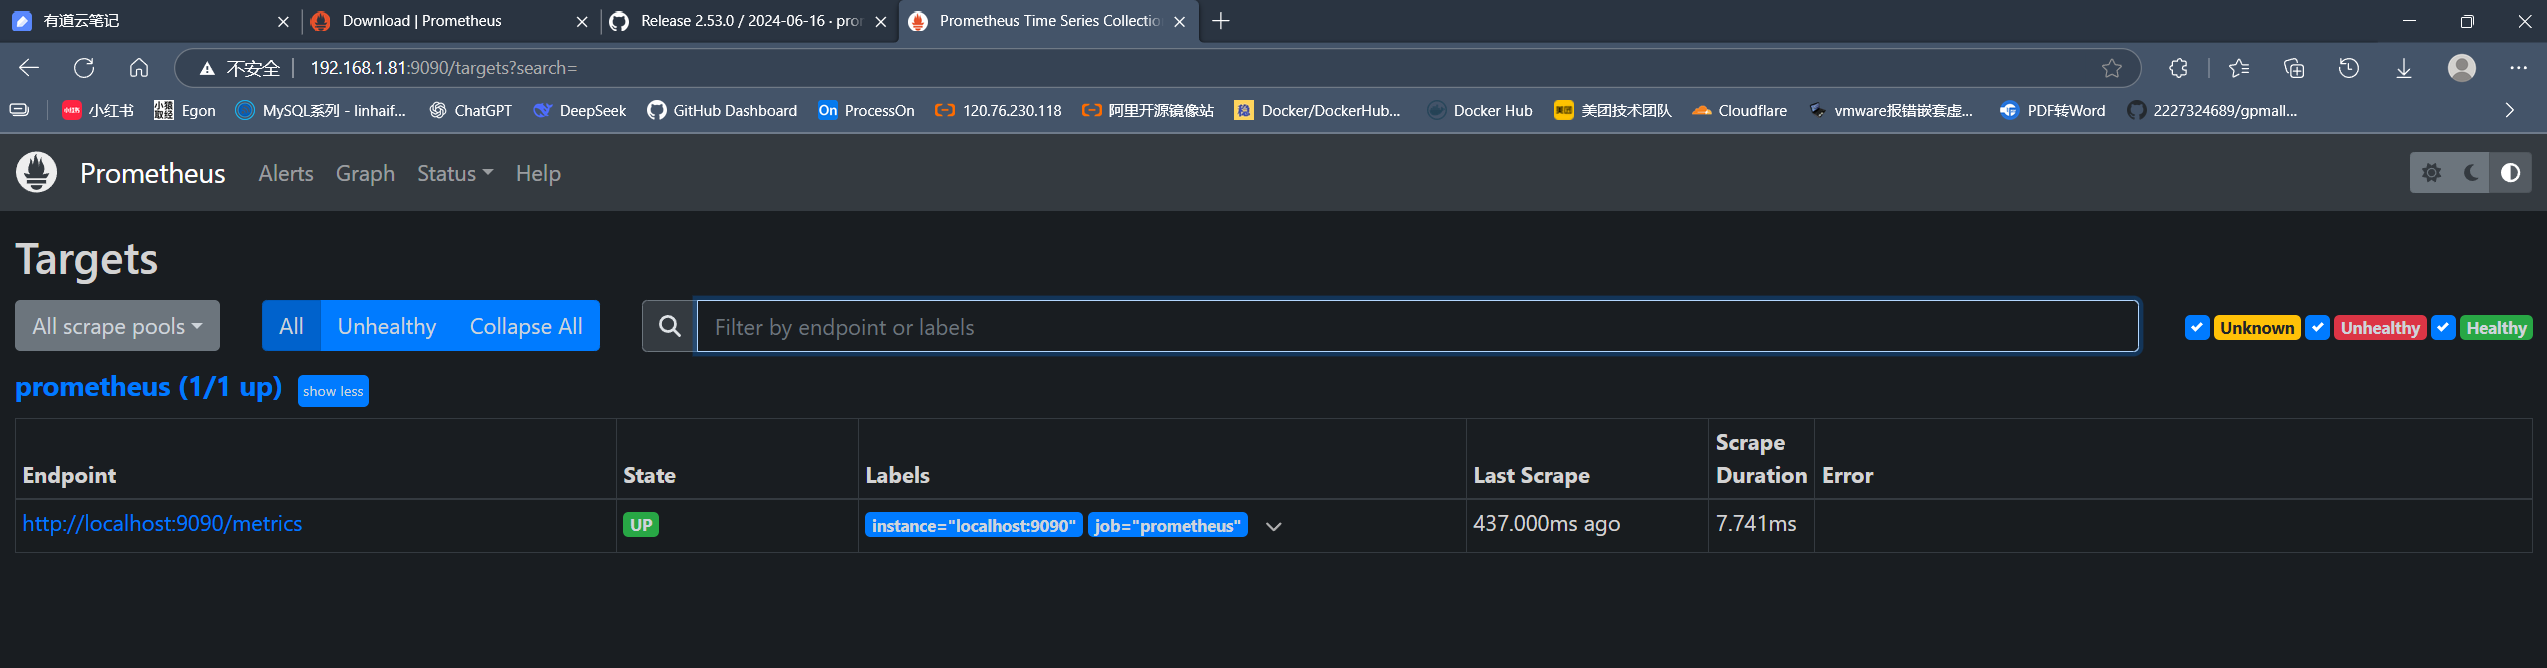 有道云笔记
Download | Prometheus
Release 2.53.0 / 2024-06-16 · pro
Prometheus Time Series Collectio
不安全
192.168.1.81:9090/targets?search=
小红书
Egon
MySQL系列 - linhaif...
ChatGPT
DeepSeek
GitHub Dashboard
On ProcessOn
120.76.230.118
阿里开源镜像站
Docker/DockerHub...
Docker Hub
美团 美团技术团队
Cloudflare
vmware报错嵌套虚...
PDF转Word
2227324689/gpmall...
Prometheus
Alerts
Graph
Status
Help
Targets
All scrape pools
All
Unhealthy
Collapse All
Filter by endpoint or labels
Unknown
Unhealthy
Healthy
prometheus (1/1 up)
show less
Endpoint
State
Labels
Last Scrape
Scrape
Duration
Error
http://localhost:9090/metrics
UP
instance="localhost:9090"
job="prometheus"
437.000ms ago
7.741ms